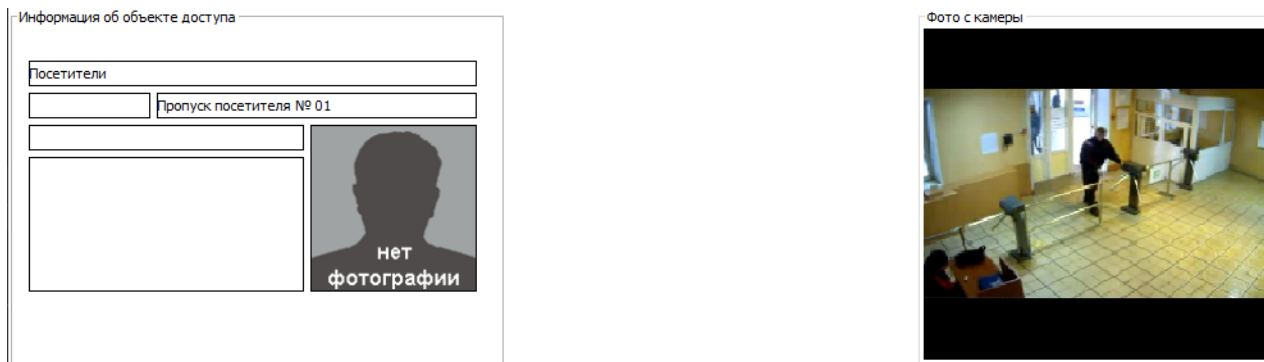 Информация об объекте доступа
Фото с камеры
Посетители
Пропуск посетителя № 01
нет
фотографии